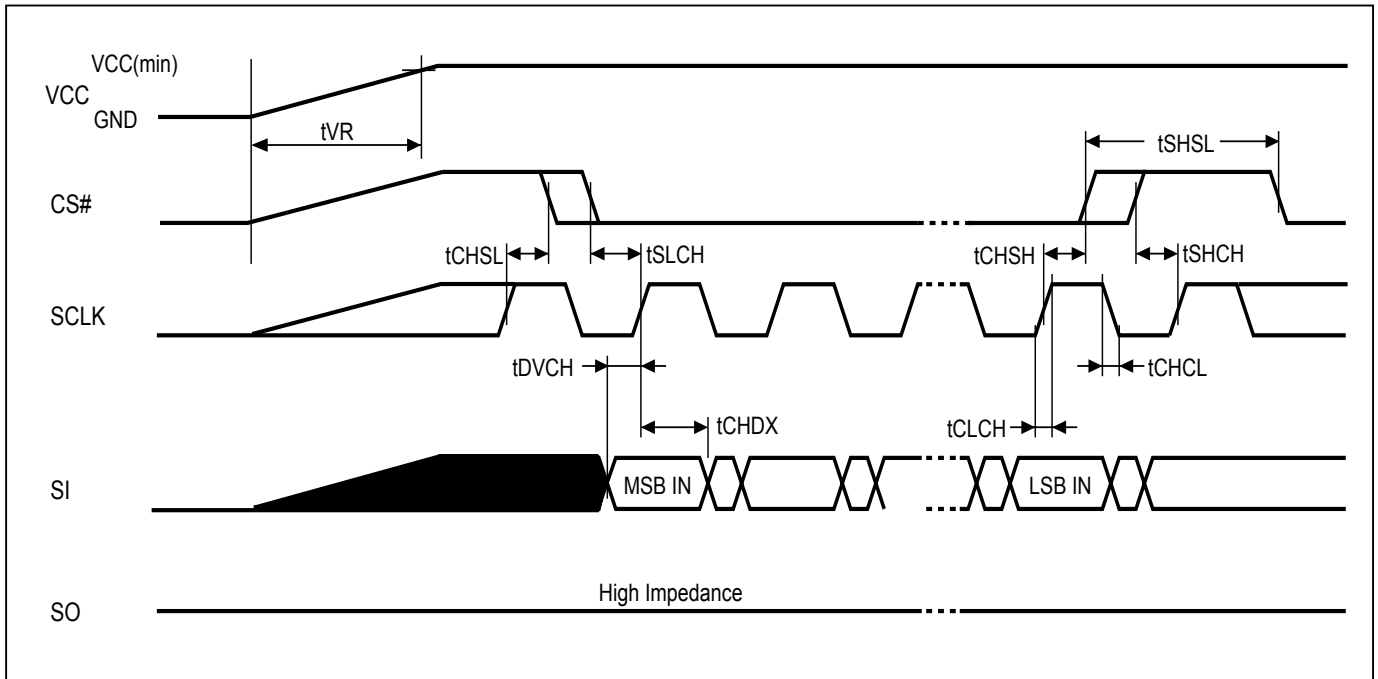 VCC(min)
VCC
GND
tVR
tSHSL
CS#
tCHSL
tSLCH
tCHSH
tSHCH
SCLK
tDVCH
tCHCL
tCHDX
tCLCH
SI
MSB IN
LSB IN
High Impedance
SO